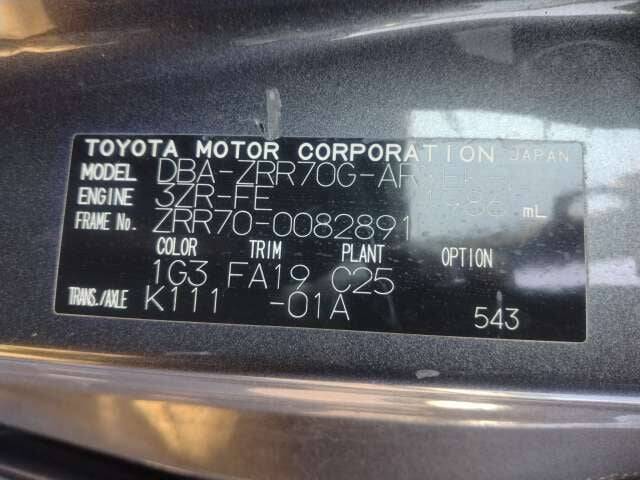 TOYOTA MOTOR CORPORATION JAPAN
MODEL DBA-ZRR70G-AR
ENGINE 3ZR-FE mL
FRAME No. ZRR70-0082891
COLOR TRIM PLANT OPTION
1G3 FA19 C25
TRANS./AXLE K111 -01A 543